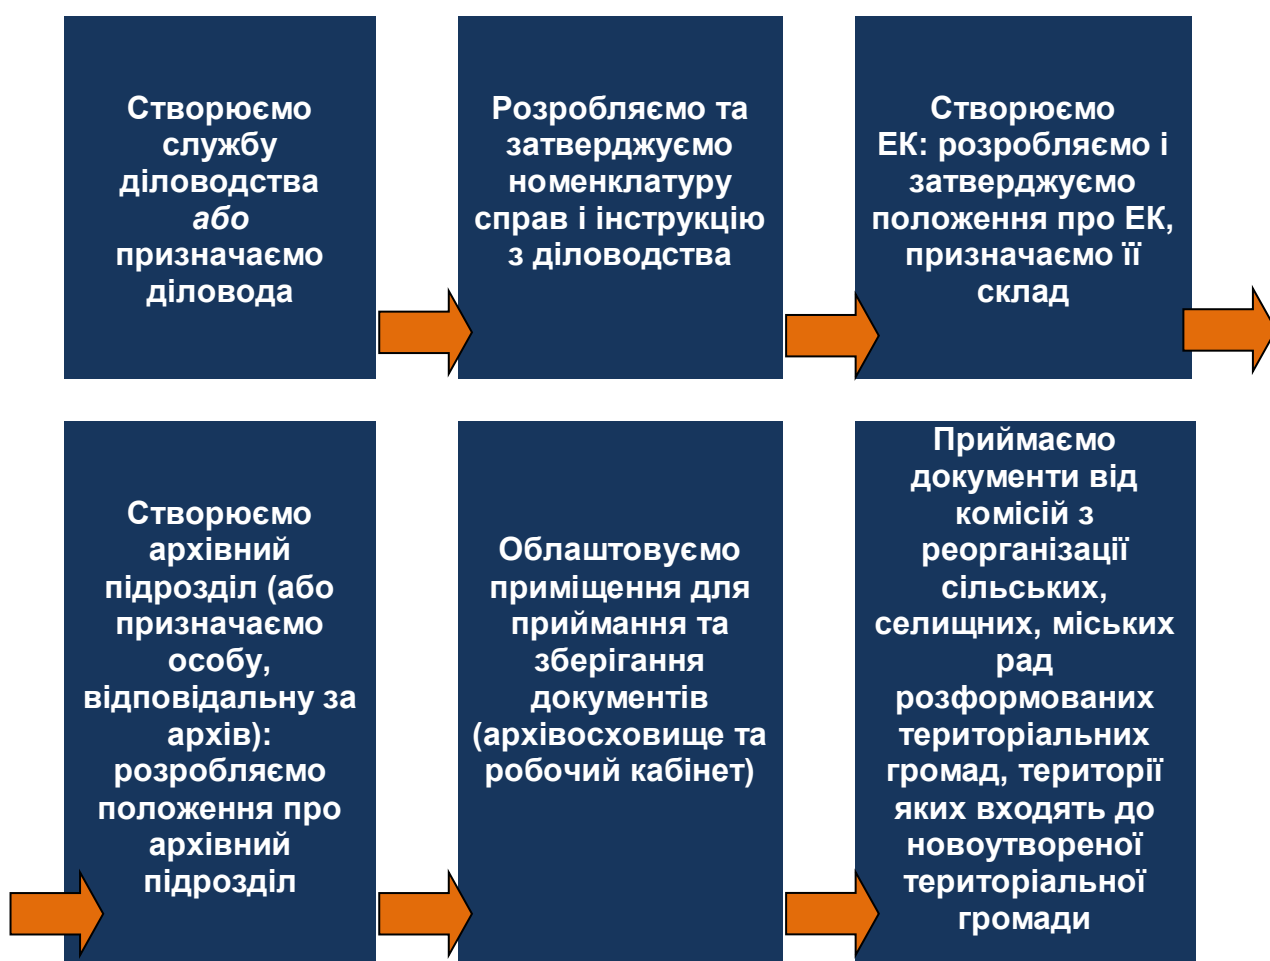 Створюємо
службу
діловодства
або
призначаємо
діловода
Розробляємо та
затверджуємо
номенклатуру
справ і інструкцію
з діловодства
Створюємо
ЕК: розробляємо і
затверджуємо
положення про ЕК,
призначаємо її
склад
Створюємо
архівний
підрозділ (або
призначаємо
особу,
відповідальну за
архів):
розробляємо
положення про
архівний
підрозділ
Облаштовуємо
приміщення для
приймання та
зберігання
документів
(архівосховище та
робочий кабінет)
Приймаємо
документи від
комісій з
реорганізації
сільських,
селищних, міських
рад
розформованих
територіальних
громад, території
яких входять до
новоутвореної
територіальної
громади